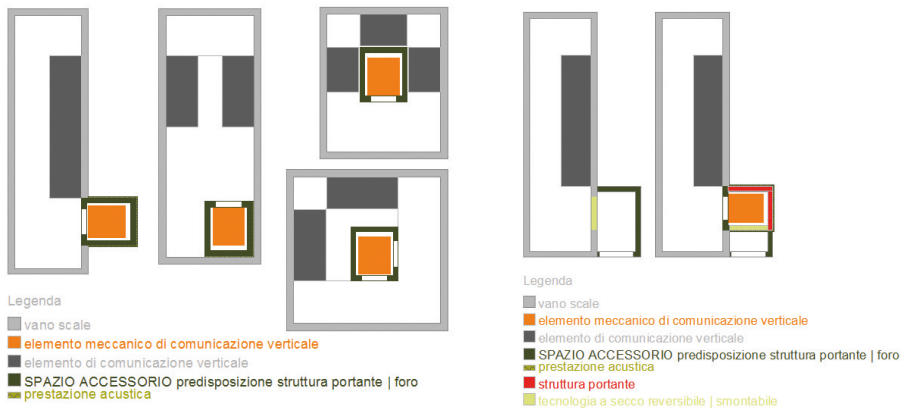 Legenda
vano scale
elemento meccanico di comunicazione verticale
elemento di comunicazione verticale
SPAZIO ACCESSORIO predisposizione struttura portante | foro
prestazione acustica
Legenda
vano scale
elemento meccanico di comunicazione verticale
elemento di comunicazione verticale
SPAZIO ACCESSORIO predisposizione struttura portante | foro
prestazione acustica
struttura portante
tecnologia a secco reversibile | smontabile